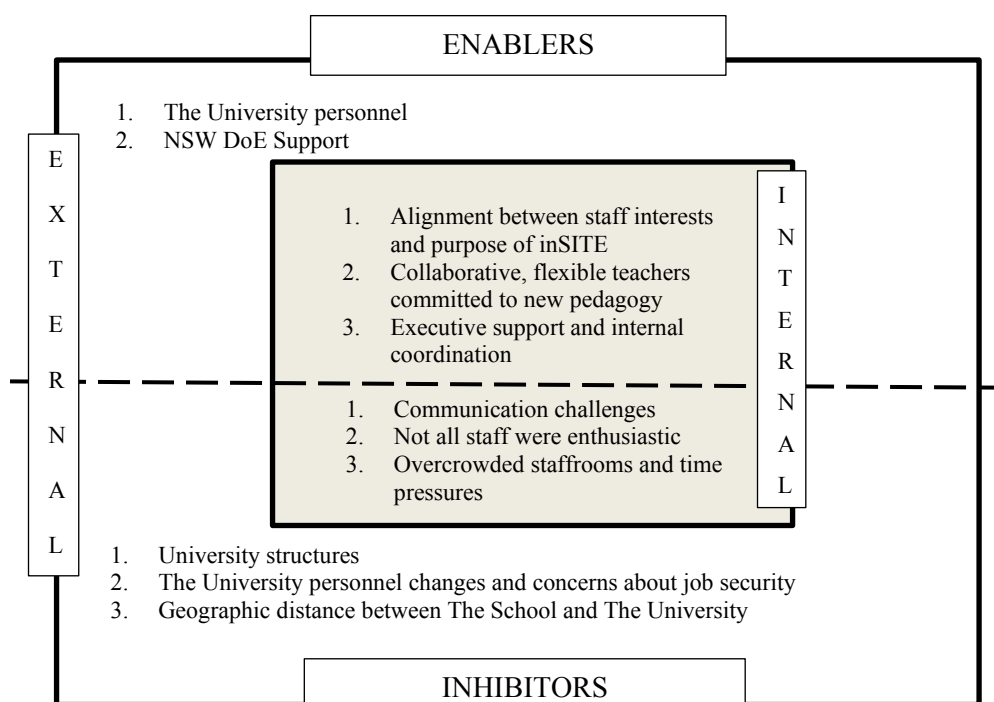 ENABLERS
1. The University personnel
2. NSW DoE Support
EXTERNAL
INTERNAL
1. Alignment between staff interests
and purpose of inSITE
2. Collaborative, flexible teachers
committed to new pedagogy
3. Executive support and internal
coordination
1. Communication challenges
2. Not all staff were enthusiastic
3. Overcrowded staffrooms and time
pressures
1. University structures
2. The University personnel changes and concerns about job security
3. Geographic distance between The School and The University
INHIBITORS